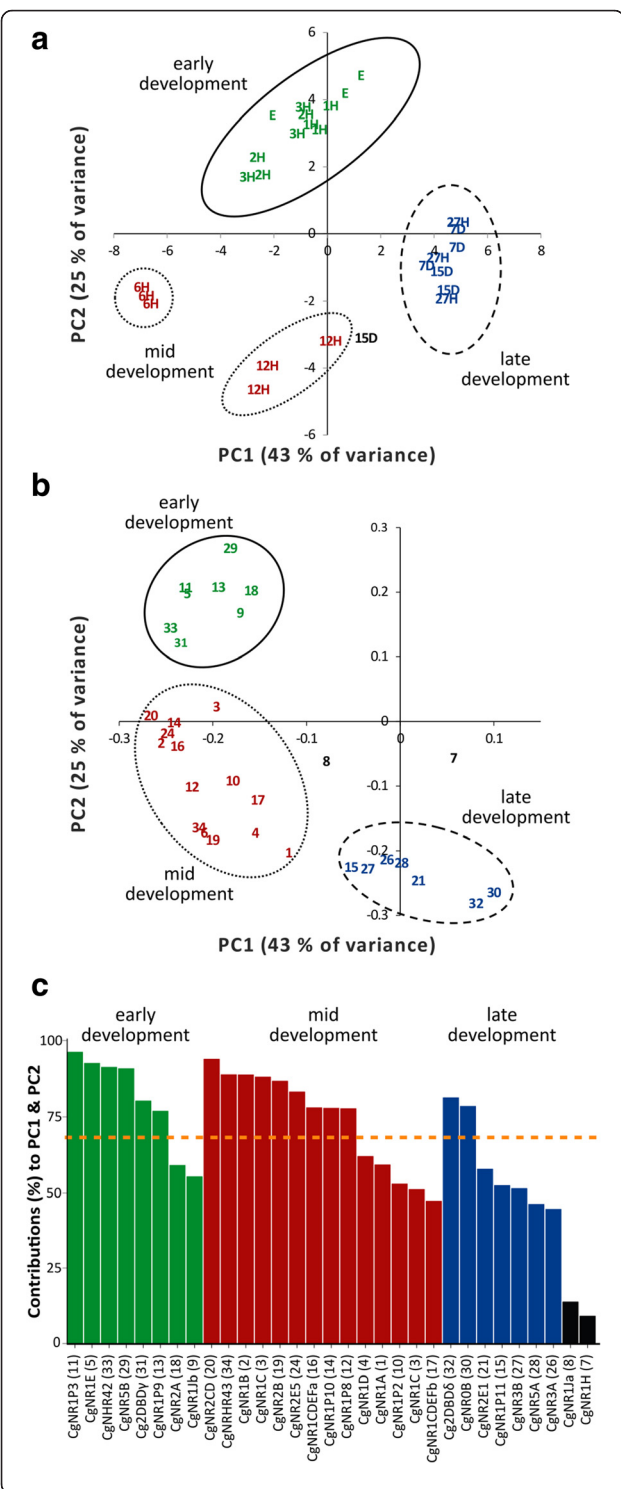 a
early
development
6
E
E
3H
1H
4
E
2H
1H
3H
1H
2H
2
3H
2H
27H
7D
0
7D
27H
7D
15D
15D
27H
-8
-6
-4
-2
0
2
4
6
8
6H
6H
6H
-2
mid
development
12H
15D
12H
-4
12H
late
development
-6
PC2 (25 % of variance)
PC1 (43 % of variance)
b
early
development
0.3
29
11
5
13
18
0.2
9
33
31
0.1
3
20
14
24
2
16
0
-0.3
-0.2
-0.1
0
0.1
8
7
12
10
-0.1
17
34
6
19
4
1
mid
development
late
development
-0.2
15
27
26
28
21
30
32
-0.3
PC2 (25 % of variance)
PC1 (43 % of variance)
c
early
development
mid
development
late
development
100
75
50
25
0
Contributions (%) to PC1 & PC2
CgNR1P3 (11)
CgNR1E (5)
CgNHR42 (33)
CgNR5B (29)
Cg2DBDγ (31)
CgNR1P9 (13)
CgNR2A (18)
CgNR1Jb (9)
CgNR2CD (20)
CgNRHR43 (34)
CgNR1B (2)
CgNR1C (3)
CgNR2B (19)
CgNR2E5 (24)
CgNR1CDEFa (16)
CgNR1P10 (14)
CgNR1P8 (12)
CgNR1D (4)
CgNR1A (1)
CgNR1P2 (10)
CgNR1C (3)
CgNR1CDEFb (17)
Cg2DBDδ (32)
CgNR0B (30)
CgNR2E1 (21)
CgNR1P11 (15)
CgNR3B (27)
CgNR5A (28)
CgNR3A (26)
CgNR1Ja (8)
CgNR1H (7)